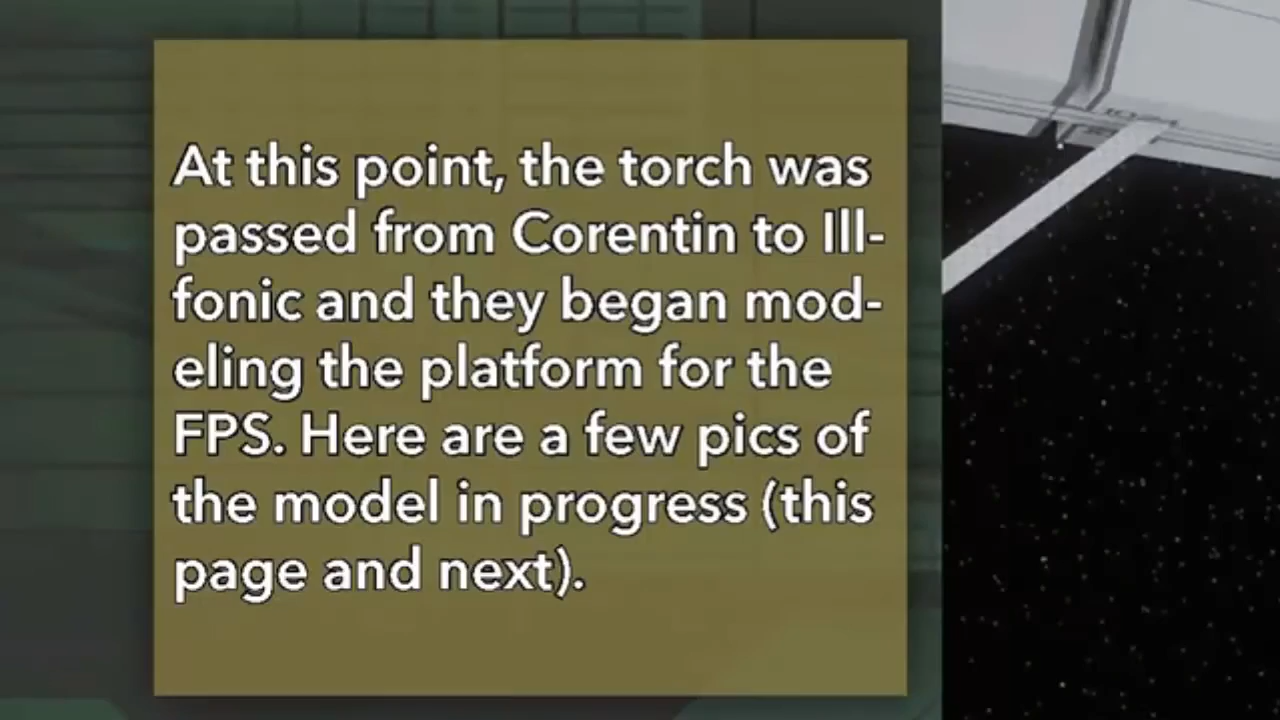 At this point, the torch was
passed from Corentin to Ill-
fonic and they began mod-
eling the platform for the
FPS. Here are a few pics of
the model in progress (this
page and next).